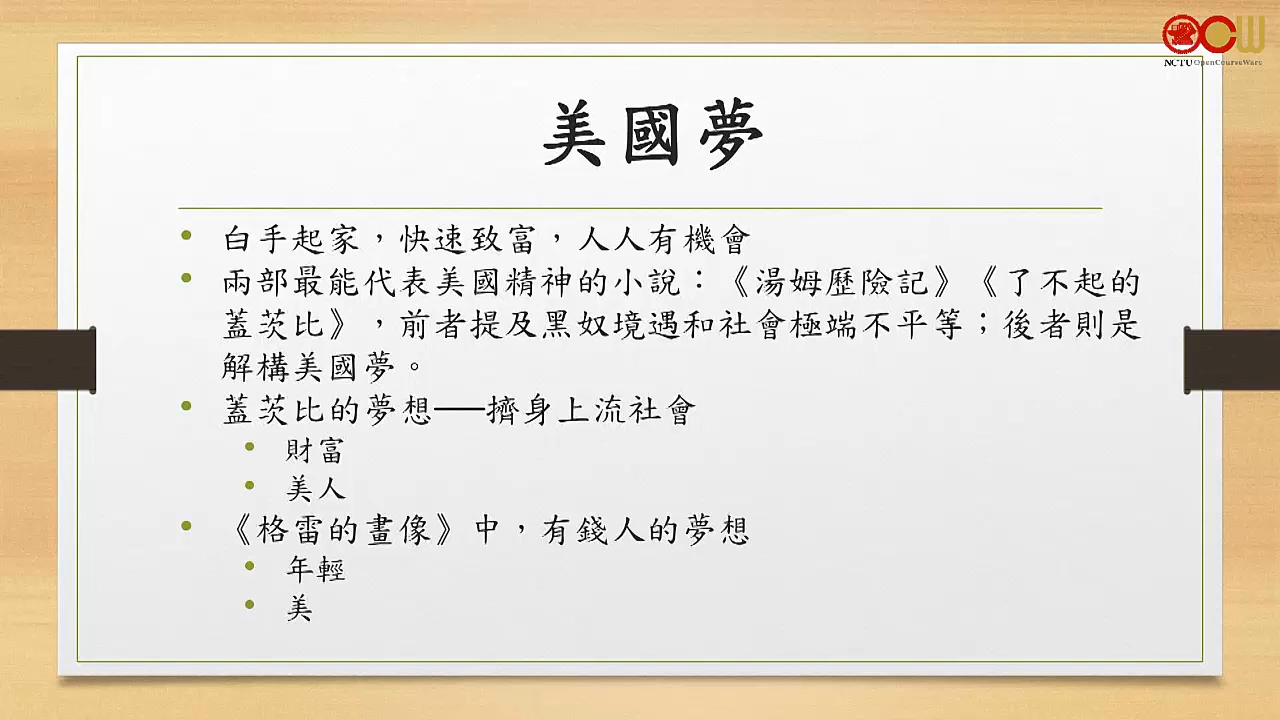 OCW
NCTU OpenCourseWare
美國夢
• 白手起家，快速致富，人人有機會
• 兩部最能代表美國精神的小說：《湯姆歷險記》《了不起的
蓋茨比》，前者提及黑奴境遇和社會極端不平等；後者則是
解構美國夢。
• 蓋茨比的夢想──擠身上流社會
• 財富
• 美人
• 《格雷的畫像》中，有錢人的夢想
• 年輕
• 美